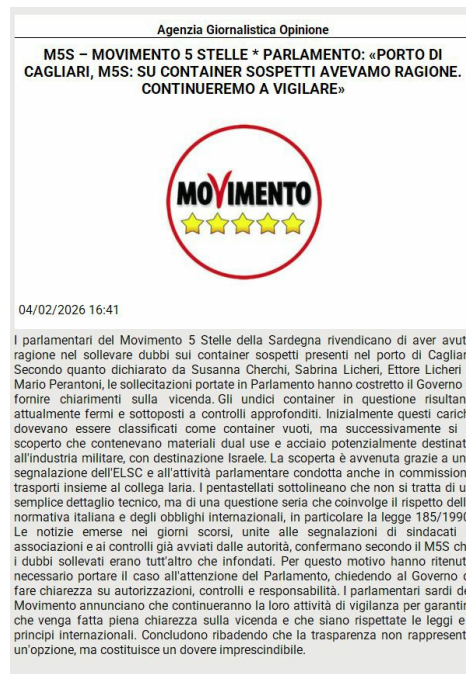 Agenzia Giornalistica Opinione
M5S – MOVIMENTO 5 STELLE * PARLAMENTO: «PORTO DI
CAGLIARI, M5S: SU CONTAINER SOSPETTI AVEVAMO RAGIONE.
CONTINUEREMO A VIGILARE»
MOVIMENTO
04/02/2026 16:41
I parlamentari del Movimento 5 Stelle della Sardegna rivendicano di aver avut
ragione nel sollevare dubbi sui container sospetti presenti nel porto di Cagliar
Secondo quanto dichiarato da Susanna Cherchi, Sabrina Licheri, Ettore Licheri
Mario Perantoni, le sollecitazioni portate in Parlamento hanno costretto il Governo
fornire chiarimenti sulla vicenda. Gli undici container in questione risultan
attualmente fermi e sottoposti a controlli approfonditi. Inizialmente questi carich
dovevano essere classificati come container vuoti, ma successivamente si
scoperto che contenevano materiali dual use e acciaio potenzialmente destinat
all'industria militare, con destinazione Israele. La scoperta è avvenuta grazie a un
segnalazione dell'ELSC e all'attività parlamentare condotta anche in commission
trasporti insieme al collega Iaria. I pentastellati sottolineano che non si tratta di u
semplice dettaglio tecnico, ma di una questione seria che coinvolge il rispetto dell
normativa italiana e degli obblighi internazionali, in particolare la legge 185/1990
Le notizie emerse nei giorni scorsi, unite alle segnalazioni di sindacati
associazioni e ai controlli già avviati dalle autorità, confermano secondo il M5S ch
i dubbi sollevati erano tutt'altro che infondati. Per questo motivo hanno ritenut
necessario portare il caso all'attenzione del Parlamento, chiedendo al Governo d
fare chiarezza su autorizzazioni, controlli e responsabilità. I parlamentari sardi de
Movimento annunciano che continueranno la loro attività di vigilanza per garantir
che venga fatta piena chiarezza sulla vicenda e che siano rispettate le leggi e
principi internazionali. Concludono ribadendo che la trasparenza non rappresent
un'opzione, ma costituisce un dovere imprescindibile.